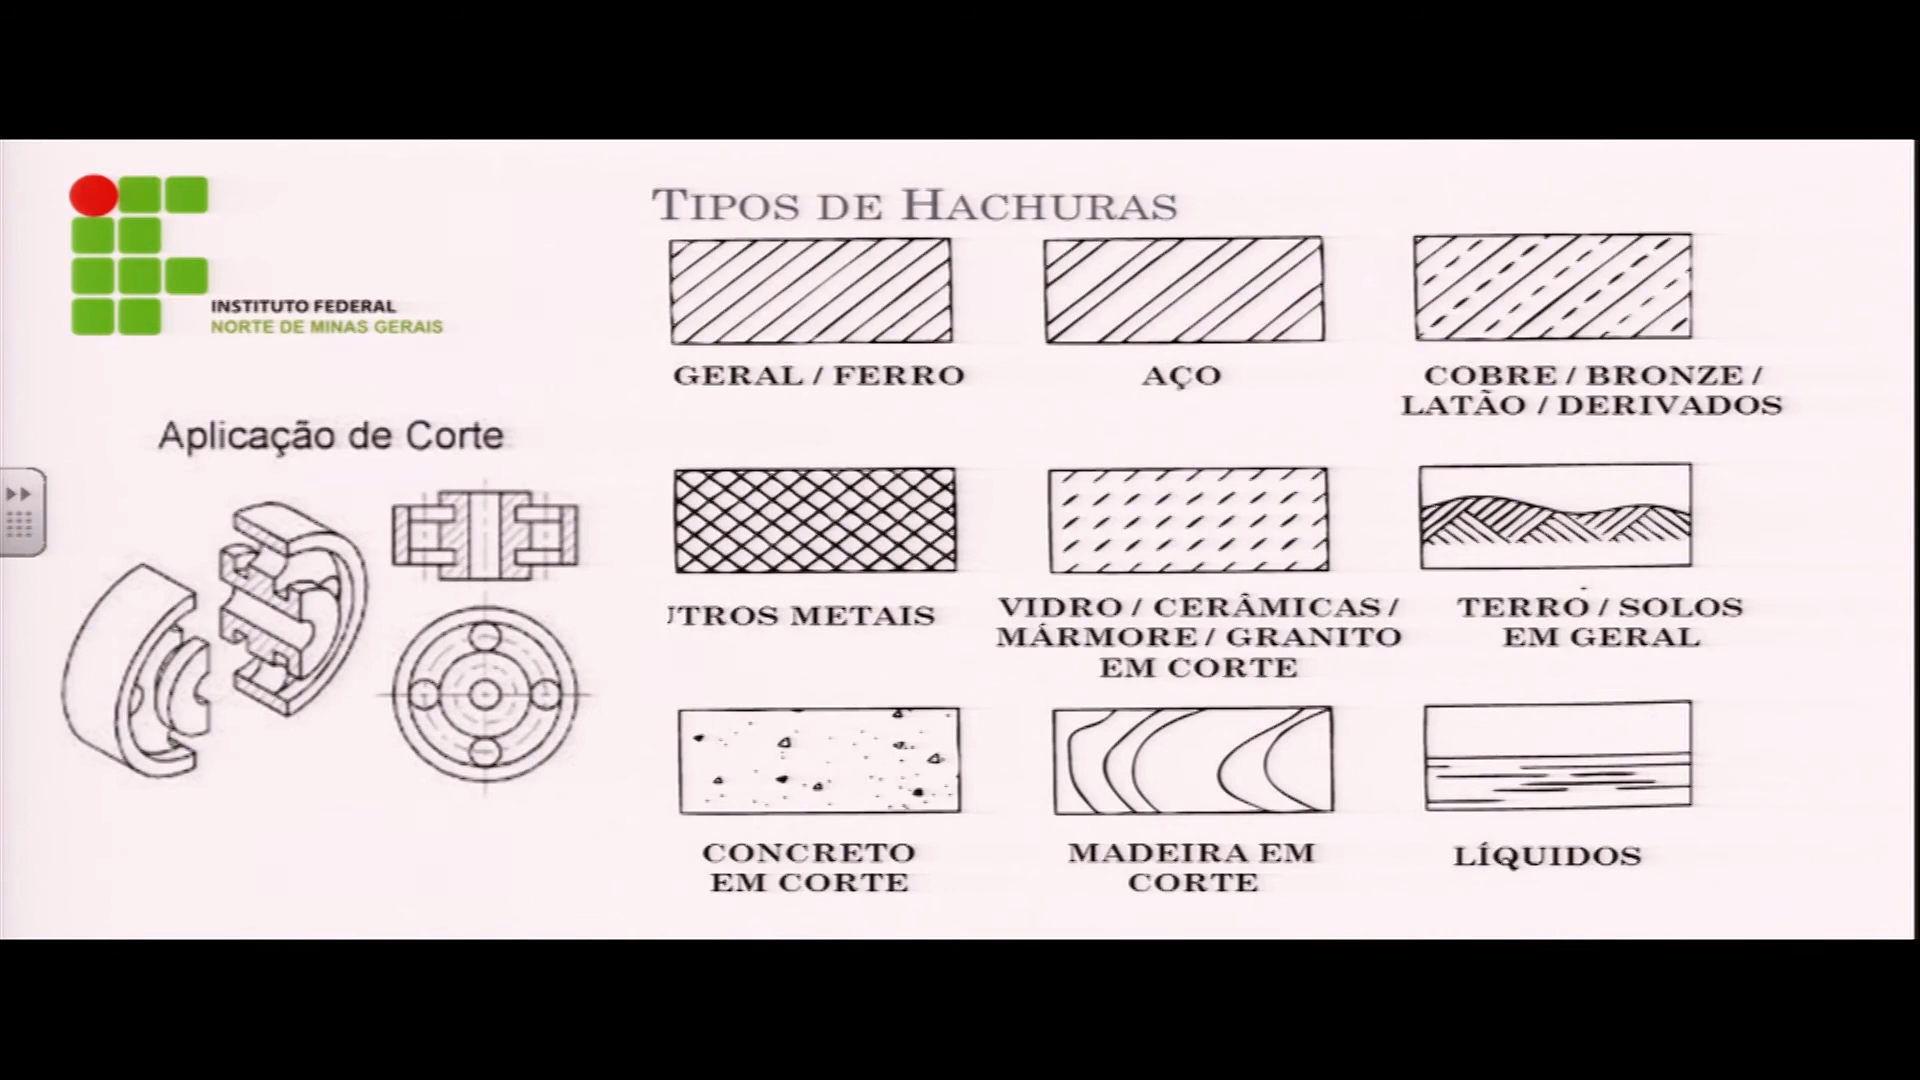 INSTITUTO FEDERAL
NORTE DE MINAS GERAIS
Aplicação de Corte
TIPOS DE HACHURAS
GERAL / FERRO
AÇO
COBRE / BRONZE /
LATÃO / DERIVADOS
UTROS METAIS
VIDRO / CERÂMICAS /
MÁRMORE / GRANITO
EM CORTE
TERRO / SOLOS
EM GERAL
CONCRETO
EM CORTE
MADEIRA EM
CORTE
LÍQUIDOS